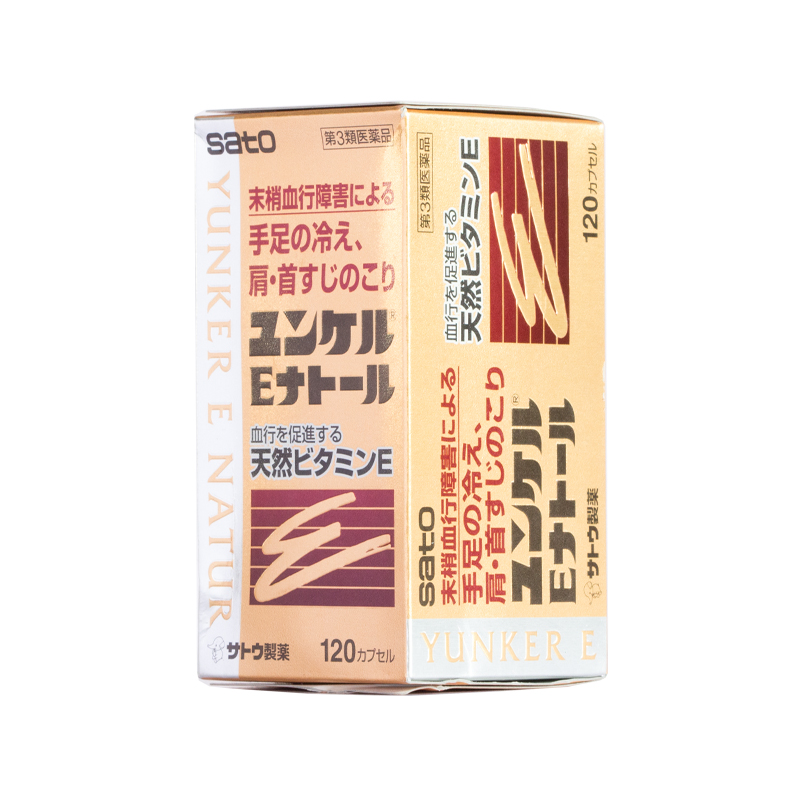 sato
第3類医薬品
YUNKER E NATUR
末梢血行障害による
手足の冷え、
肩・首すじのこり
ユンケル®
Eナトール
血行を促進する
天然ビタミンE
サトウ製薬
120カプセル
第3類医薬品
血行を促進する
天然ビタミンE
120カプセル
sato
末梢血行障害による
手足の冷え、
肩・首すじのこり
ユンケル®
Eナトール
サトウ製薬
YUNKER E